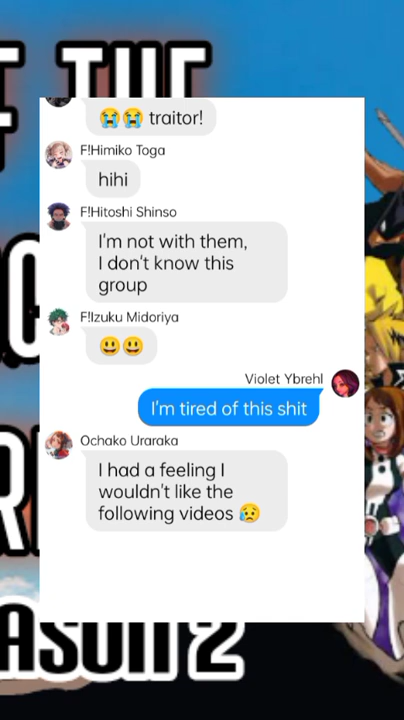 F THE
😭😭 traitor!
F!Himiko Toga
hihi
F!Hitoshi Shinso
I'm not with them,
I don't know this
group
F!Izuku Midoriya
😃😃
Violet Ybrehl
I'm tired of this shit
Ochako Uraraka
I had a feeling I
wouldn't like the
following videos 😥
ASON 2